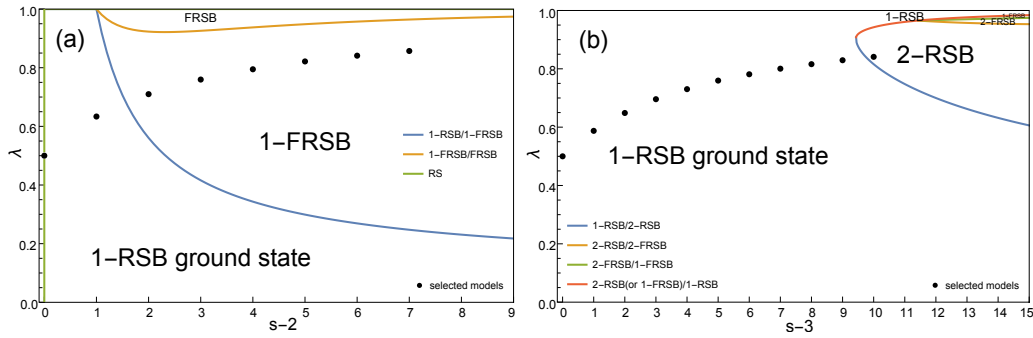 (a)
FRSB
1-FRSB
1-RSB ground state
1-RSB/1-FRSB
1-FRSB/FRSB
RS
selected models
λ
1.0
0.8
0.6
0.4
0.2
0.0
0 1 2 3 4 5 6 7 8 9
s-2
(b)
1-RSB
1-FRSB
2-FRSB
2-RSB
1-RSB ground state
1-RSB/2-RSB
2-RSB/2-FRSB
2-FRSB/1-FRSB
2-RSB(or 1-FRSB)/1-RSB
selected models
λ
1.0
0.8
0.6
0.4
0.2
0.0
0 1 2 3 4 5 6 7 8 9 10 11 12 13 14 15
s-3